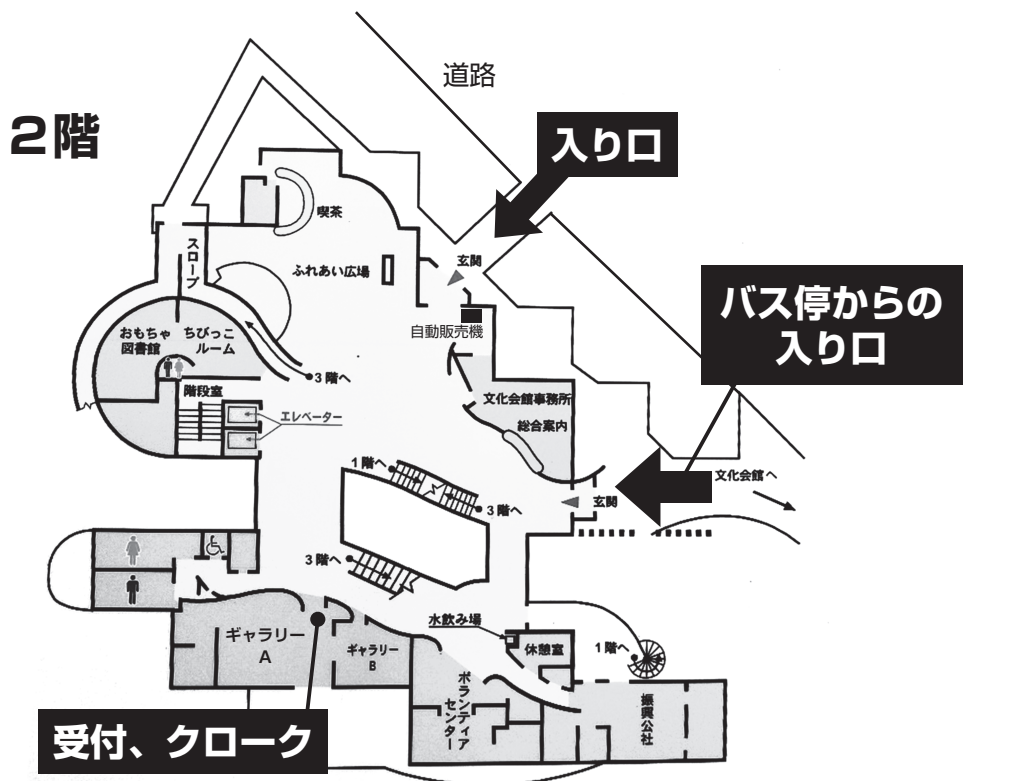 道路
2階
入り口
喫茶
スロープ
ふれあい広場
玄関
バス停からの
入り口
自動販売機
おもちゃ
図書館
ちびっこ
ルーム
3階へ
階段室
文化会館事務所
エレベーター
総合案内
1階へ
文化会館へ
玄関
3階へ
3階へ
水飲み場
ギャラリー
A
ギャラリー
B
休憩室
1階へ
ボランティア
センター
振興公社
受付、クローク